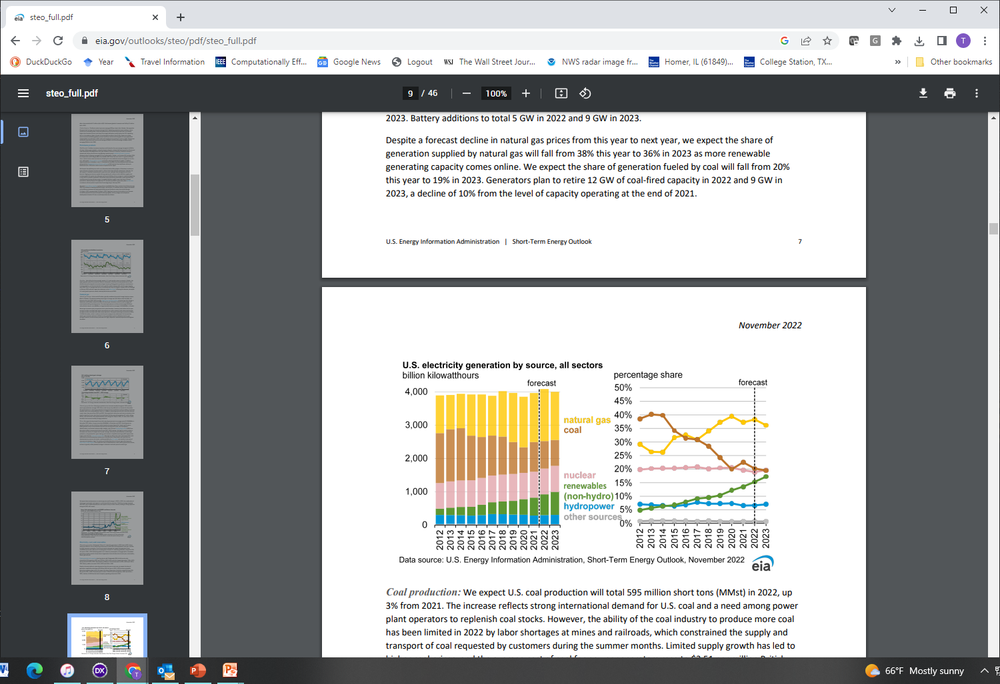 steo_full.pdf
eia.gov/outlooks/steo/pdf/steo_full.pdf
DuckDuckGo
Year
Travel Information
IEEE
Computationally Eff...
Google News
Logout
WSJ
The Wall Street Jour...
NWS radar image fr...
Homer, IL (61849)...
College Station, TX...
»
Other bookmarks
steo_full.pdf
9 / 46
100%
5
6
7
8
2023. Battery additions to total 5 GW in 2022 and 9 GW in 2023.
Despite a forecast decline in natural gas prices from this year to next year, we expect the share of
generation supplied by natural gas will fall from 38% this year to 36% in 2023 as more renewable
generating capacity comes online. We expect the share of generation fueled by coal will fall from 20%
this year to 19% in 2023. Generators plan to retire 12 GW of coal-fired capacity in 2022 and 9 GW in
2023, a decline of 10% from the level of capacity operating at the end of 2021.
U.S. Energy Information Administration | Short-Term Energy Outlook 7
November 2022
U.S. electricity generation by source, all sectors
billion kilowatthours
forecast
4,000
3,000
2,000
1,000
0
2012 2013 2014 2015 2016 2017 2018 2019 2020 2021 2022 2023
natural gas
coal
nuclear
renewables
(non-hydro)
hydropower
other sources
percentage share
forecast
50%
45%
40%
35%
30%
25%
20%
15%
10%
5%
0%
2012 2013 2014 2015 2016 2017 2018 2019 2020 2021 2022 2023
Data source: U.S. Energy Information Administration, Short-Term Energy Outlook, November 2022
eia
Coal production: We expect U.S. coal production will total 595 million short tons (MMst) in 2022, up
3% from 2021. The increase reflects strong international demand for U.S. coal and a need among power
plant operators to replenish coal stocks. However, the ability of the coal industry to produce more coal
has been limited in 2022 by labor shortages at mines and railroads, which constrained the supply and
transport of coal requested by customers during the summer months. Limited supply growth has led to
66°F Mostly sunny